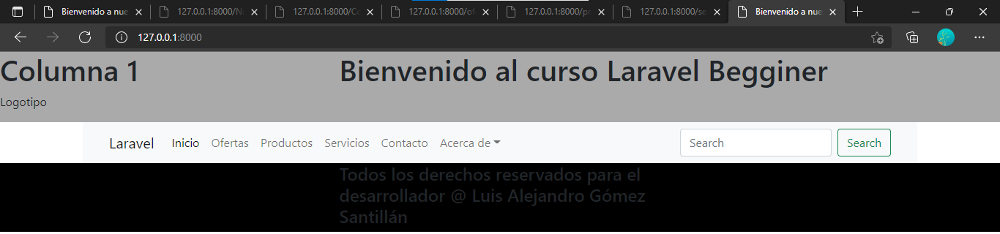 Bienvenido a nue 127.0.0.1:8000/No 127.0.0.1:8000/Co 127.0.0.1:8000/of 127.0.0.1:8000/pr 127.0.0.1:8000/se Bienvenido a nue
127.0.0.1:8000
Columna 1 Bienvenido al curso Laravel Begginer
Logotipo
Laravel Inicio Ofertas Productos Servicios Contacto Acerca de Search Search
Todos los derechos reservados para el
desarrollador @ Luis Alejandro Gómez
Santillán